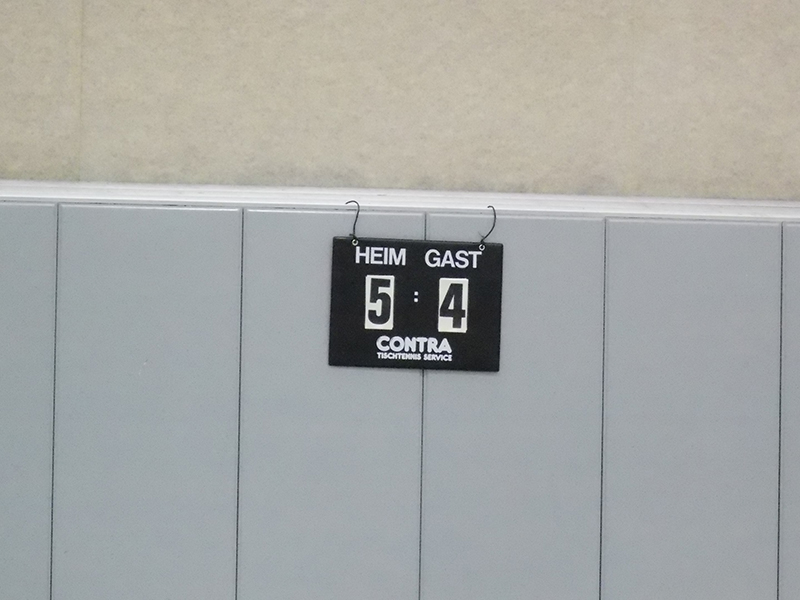 HEIM GAST
5 : 4
CONTRA
TISCHTENNIS SERVICE